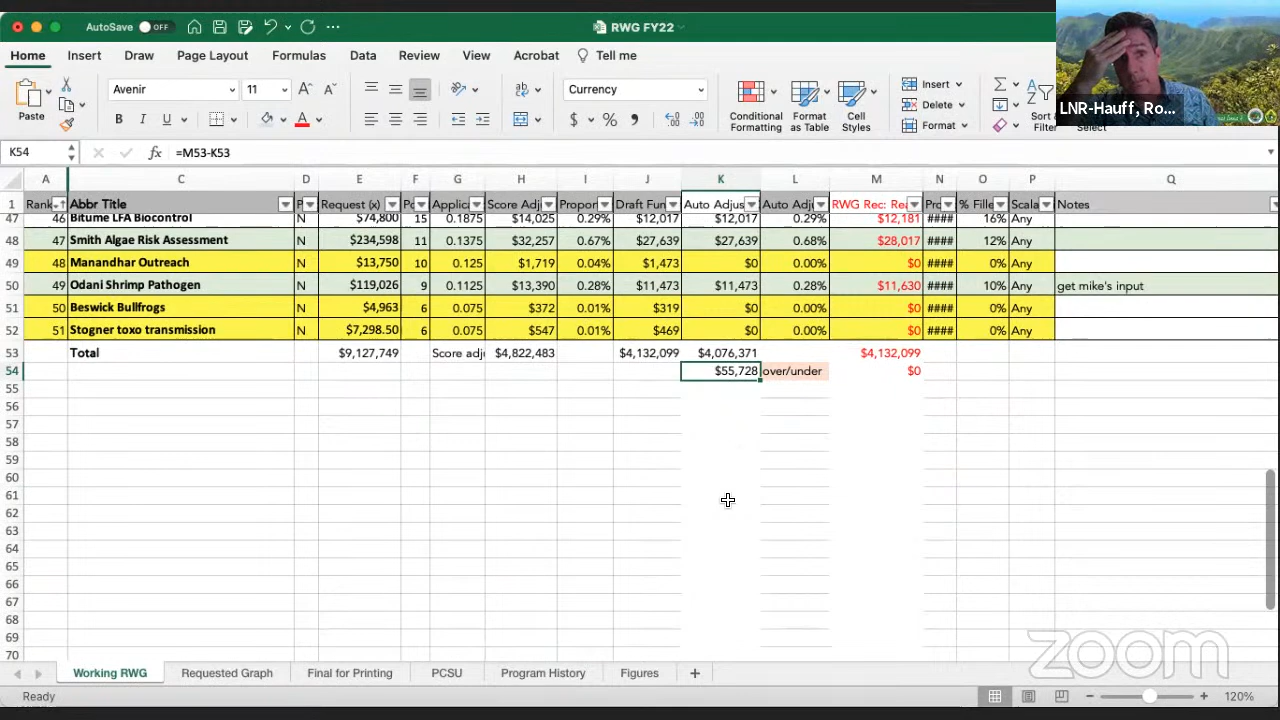 AutoSave OFF RWG FY22
Home Insert Draw Page Layout Formulas Data Review View Acrobat Tell me
Paste Avenir 11 Currency Conditional Formatting Format as Table Cell Styles Insert Delete Format Sort Filter Select
LNR-Hauff, Ro...
K54 fx =M53-K53
A C D E F G H I J K L M N O P Q
1 Rank Abbr Title P Request (x) Po Applica Score Adj Propor Draft Fun Auto Adjus Auto Adj RWG Rec: Rea Pro % Fille Scala Notes
47 46 Bitume LFA Biocontrol N $74,800 15 0.1875 $14,025 0.29% $12,017 $12,017 0.29% $12,181 #### 16% Any
48 47 Smith Algae Risk Assessment N $234,598 11 0.1375 $32,257 0.67% $27,639 $27,639 0.68% $28,017 #### 12% Any
49 48 Manandhar Outreach N $13,750 10 0.125 $1,719 0.04% $1,473 $0 0.00% $0 #### 0% Any
50 49 Odani Shrimp Pathogen N $119,026 9 0.1125 $13,390 0.28% $11,473 $11,473 0.28% $11,630 #### 10% Any get mike's input
51 50 Beswick Bullfrogs N $4,963 6 0.075 $372 0.01% $319 $0 0.00% $0 #### 0% Any
52 51 Stogner toxo transmission N $7,298.50 6 0.075 $547 0.01% $469 $0 0.00% $0 #### 0% Any
53 Total $9,127,749 Score adj $4,822,483 $4,132,099 $4,076,371 $4,132,099
54 $55,728 over/under $0
55
56
57
58
59
60
61
62
63
64
65
66
67
68
69
70
zoom
Working RWG Requested Graph Final for Printing PCSU Program History Figures +
Ready 120%